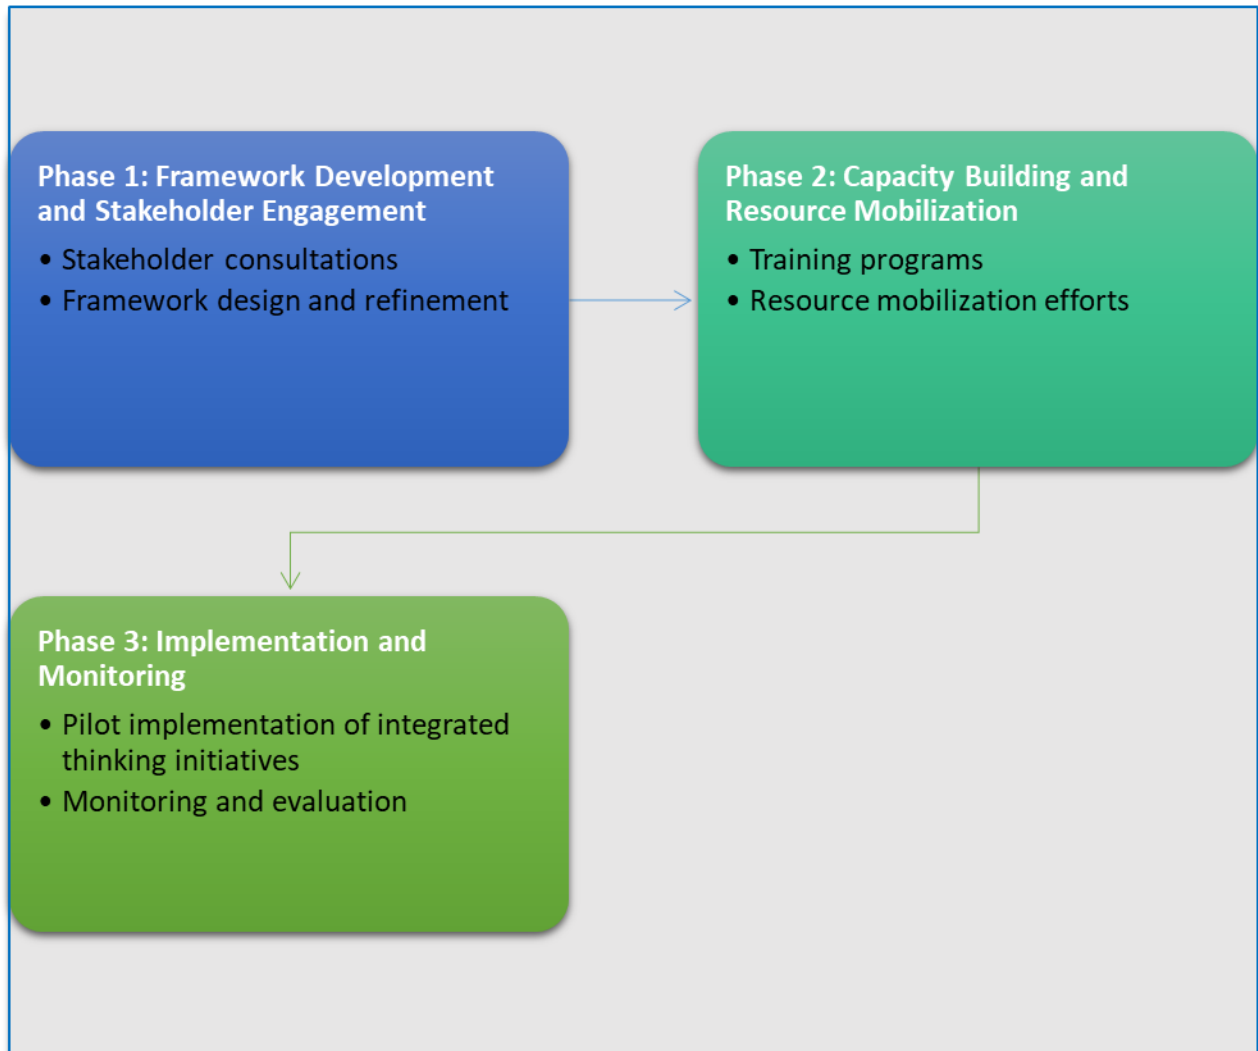 Phase 1: Framework Development
and Stakeholder Engagement
• Stakeholder consultations
• Framework design and refinement
Phase 2: Capacity Building and
Resource Mobilization
• Training programs
• Resource mobilization efforts
Phase 3: Implementation and
Monitoring
• Pilot implementation of integrated
thinking initiatives
• Monitoring and evaluation